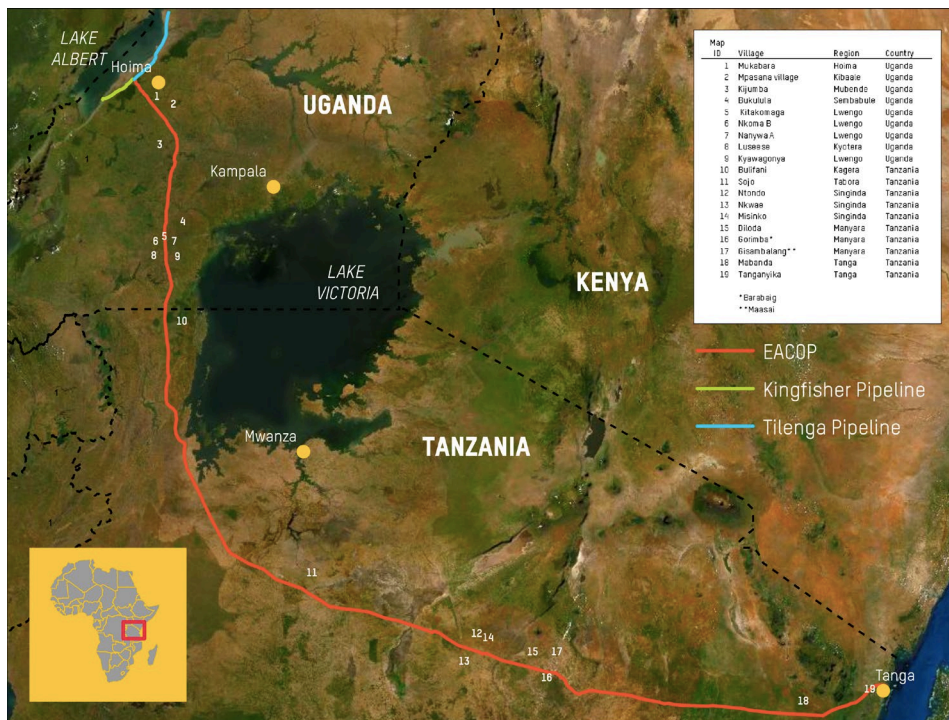 LAKE
ALBERT
Hoima
1
2
UGANDA
3
Kampala
4
5
6 7
8 9
LAKE
VICTORIA
KENYA
10
Mwanza
TANZANIA
11
12 14
13
15 17
16
18
19
Tanga
Map
ID Village Region Country
1 Mukabara Hoima Uganda
2 Mpasana village Kibaale Uganda
3 Kijumba Mubende Uganda
4 Bukulula Sembabule Uganda
5 Kitakomaga Lwengo Uganda
6 Nkoma B Lwengo Uganda
7 Nanywa A Lwengo Uganda
8 Luseese Kyotera Uganda
9 Kyawagonya Lwengo Uganda
10 Bulifani Kagera Tanzania
11 Sojo Tabora Tanzania
12 Ntondo Singinda Tanzania
13 Nkwae Singinda Tanzania
14 Misinko Singinda Tanzania
15 Diloda Manyara Tanzania
16 Gorimba* Manyara Tanzania
17 Gisambalang** Manyara Tanzania
18 Mabanda Tanga Tanzania
19 Tanganyika Tanga Tanzania
*Barabaig
**Maasai
EACOP
Kingfisher Pipeline
Tilenga Pipeline